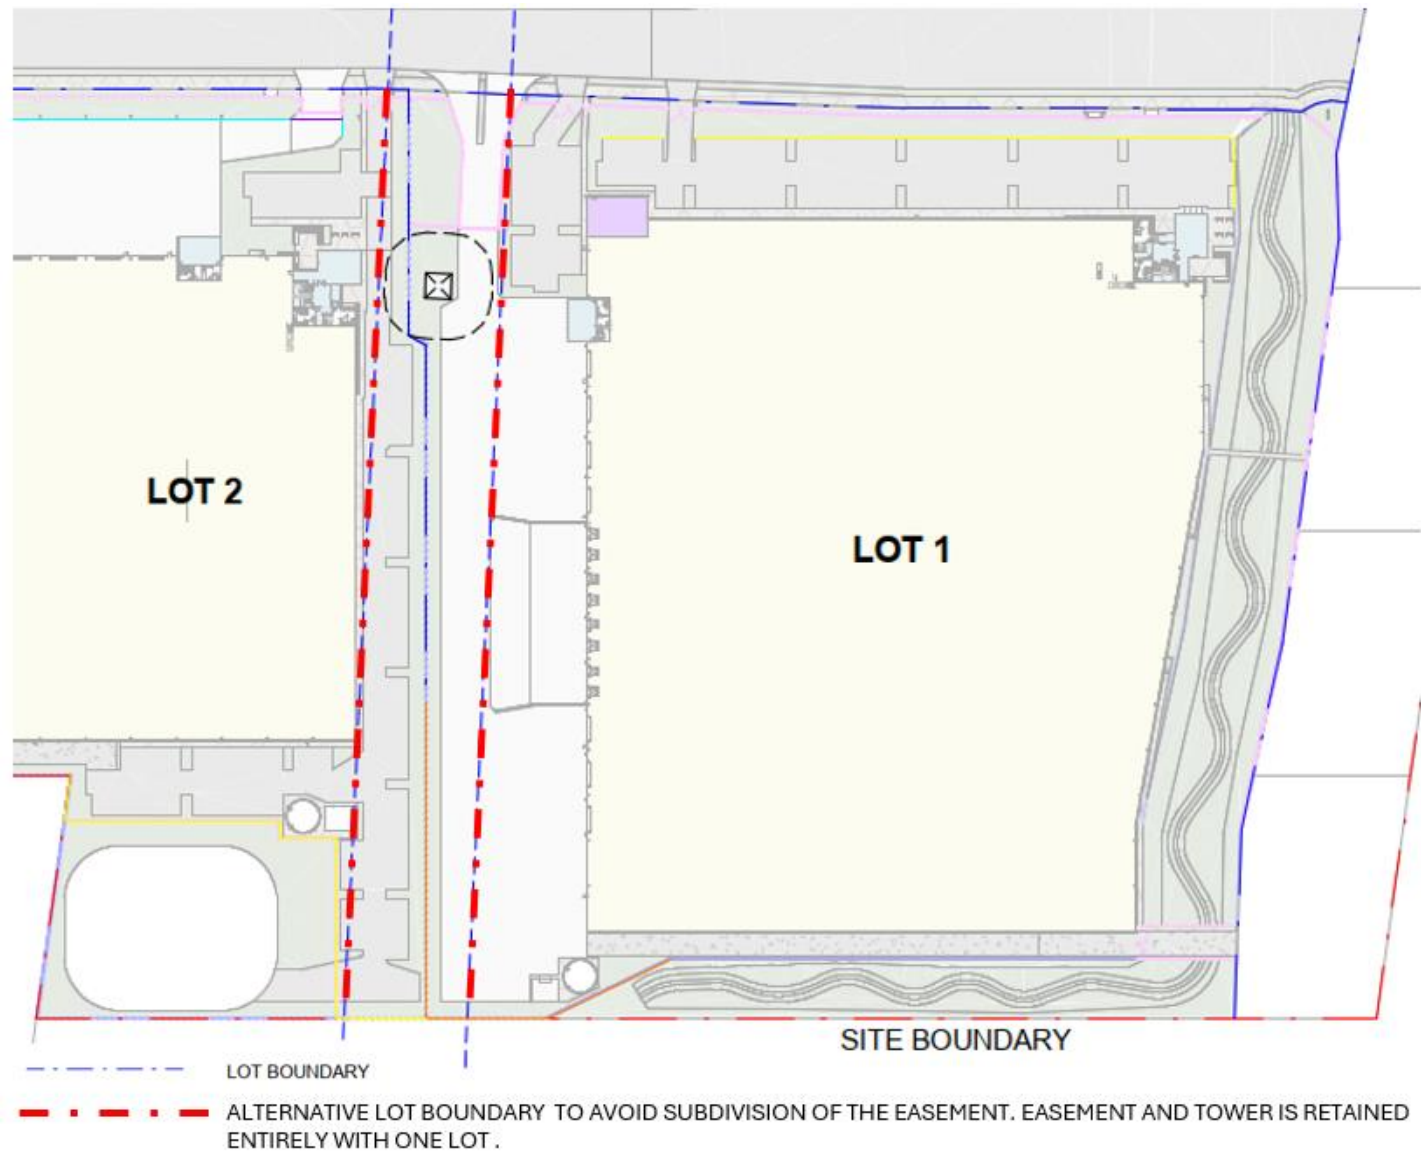 LOT 2
LOT 1
SITE BOUNDARY
LOT BOUNDARY
ALTERNATIVE LOT BOUNDARY TO AVOID SUBDIVISION OF THE EASEMENT. EASEMENT AND TOWER IS RETAINED
ENTIRELY WITH ONE LOT .